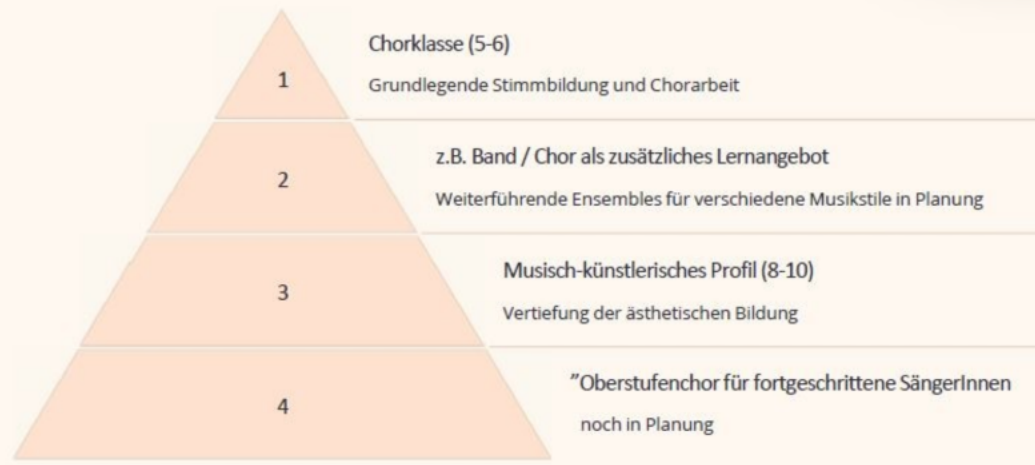 1
Chorklasse (5-6)
Grundlegende Stimmbildung und Chorarbeit
2
z.B. Band / Chor als zusätzliches Lernangebot
Weiterführende Ensembles für verschiedene Musikstile in Planung
3
Musisch-künstlerisches Profil (8-10)
Vertiefung der ästhetischen Bildung
4
”Oberstufenchor für fortgeschrittene SängerInnen
noch in Planung